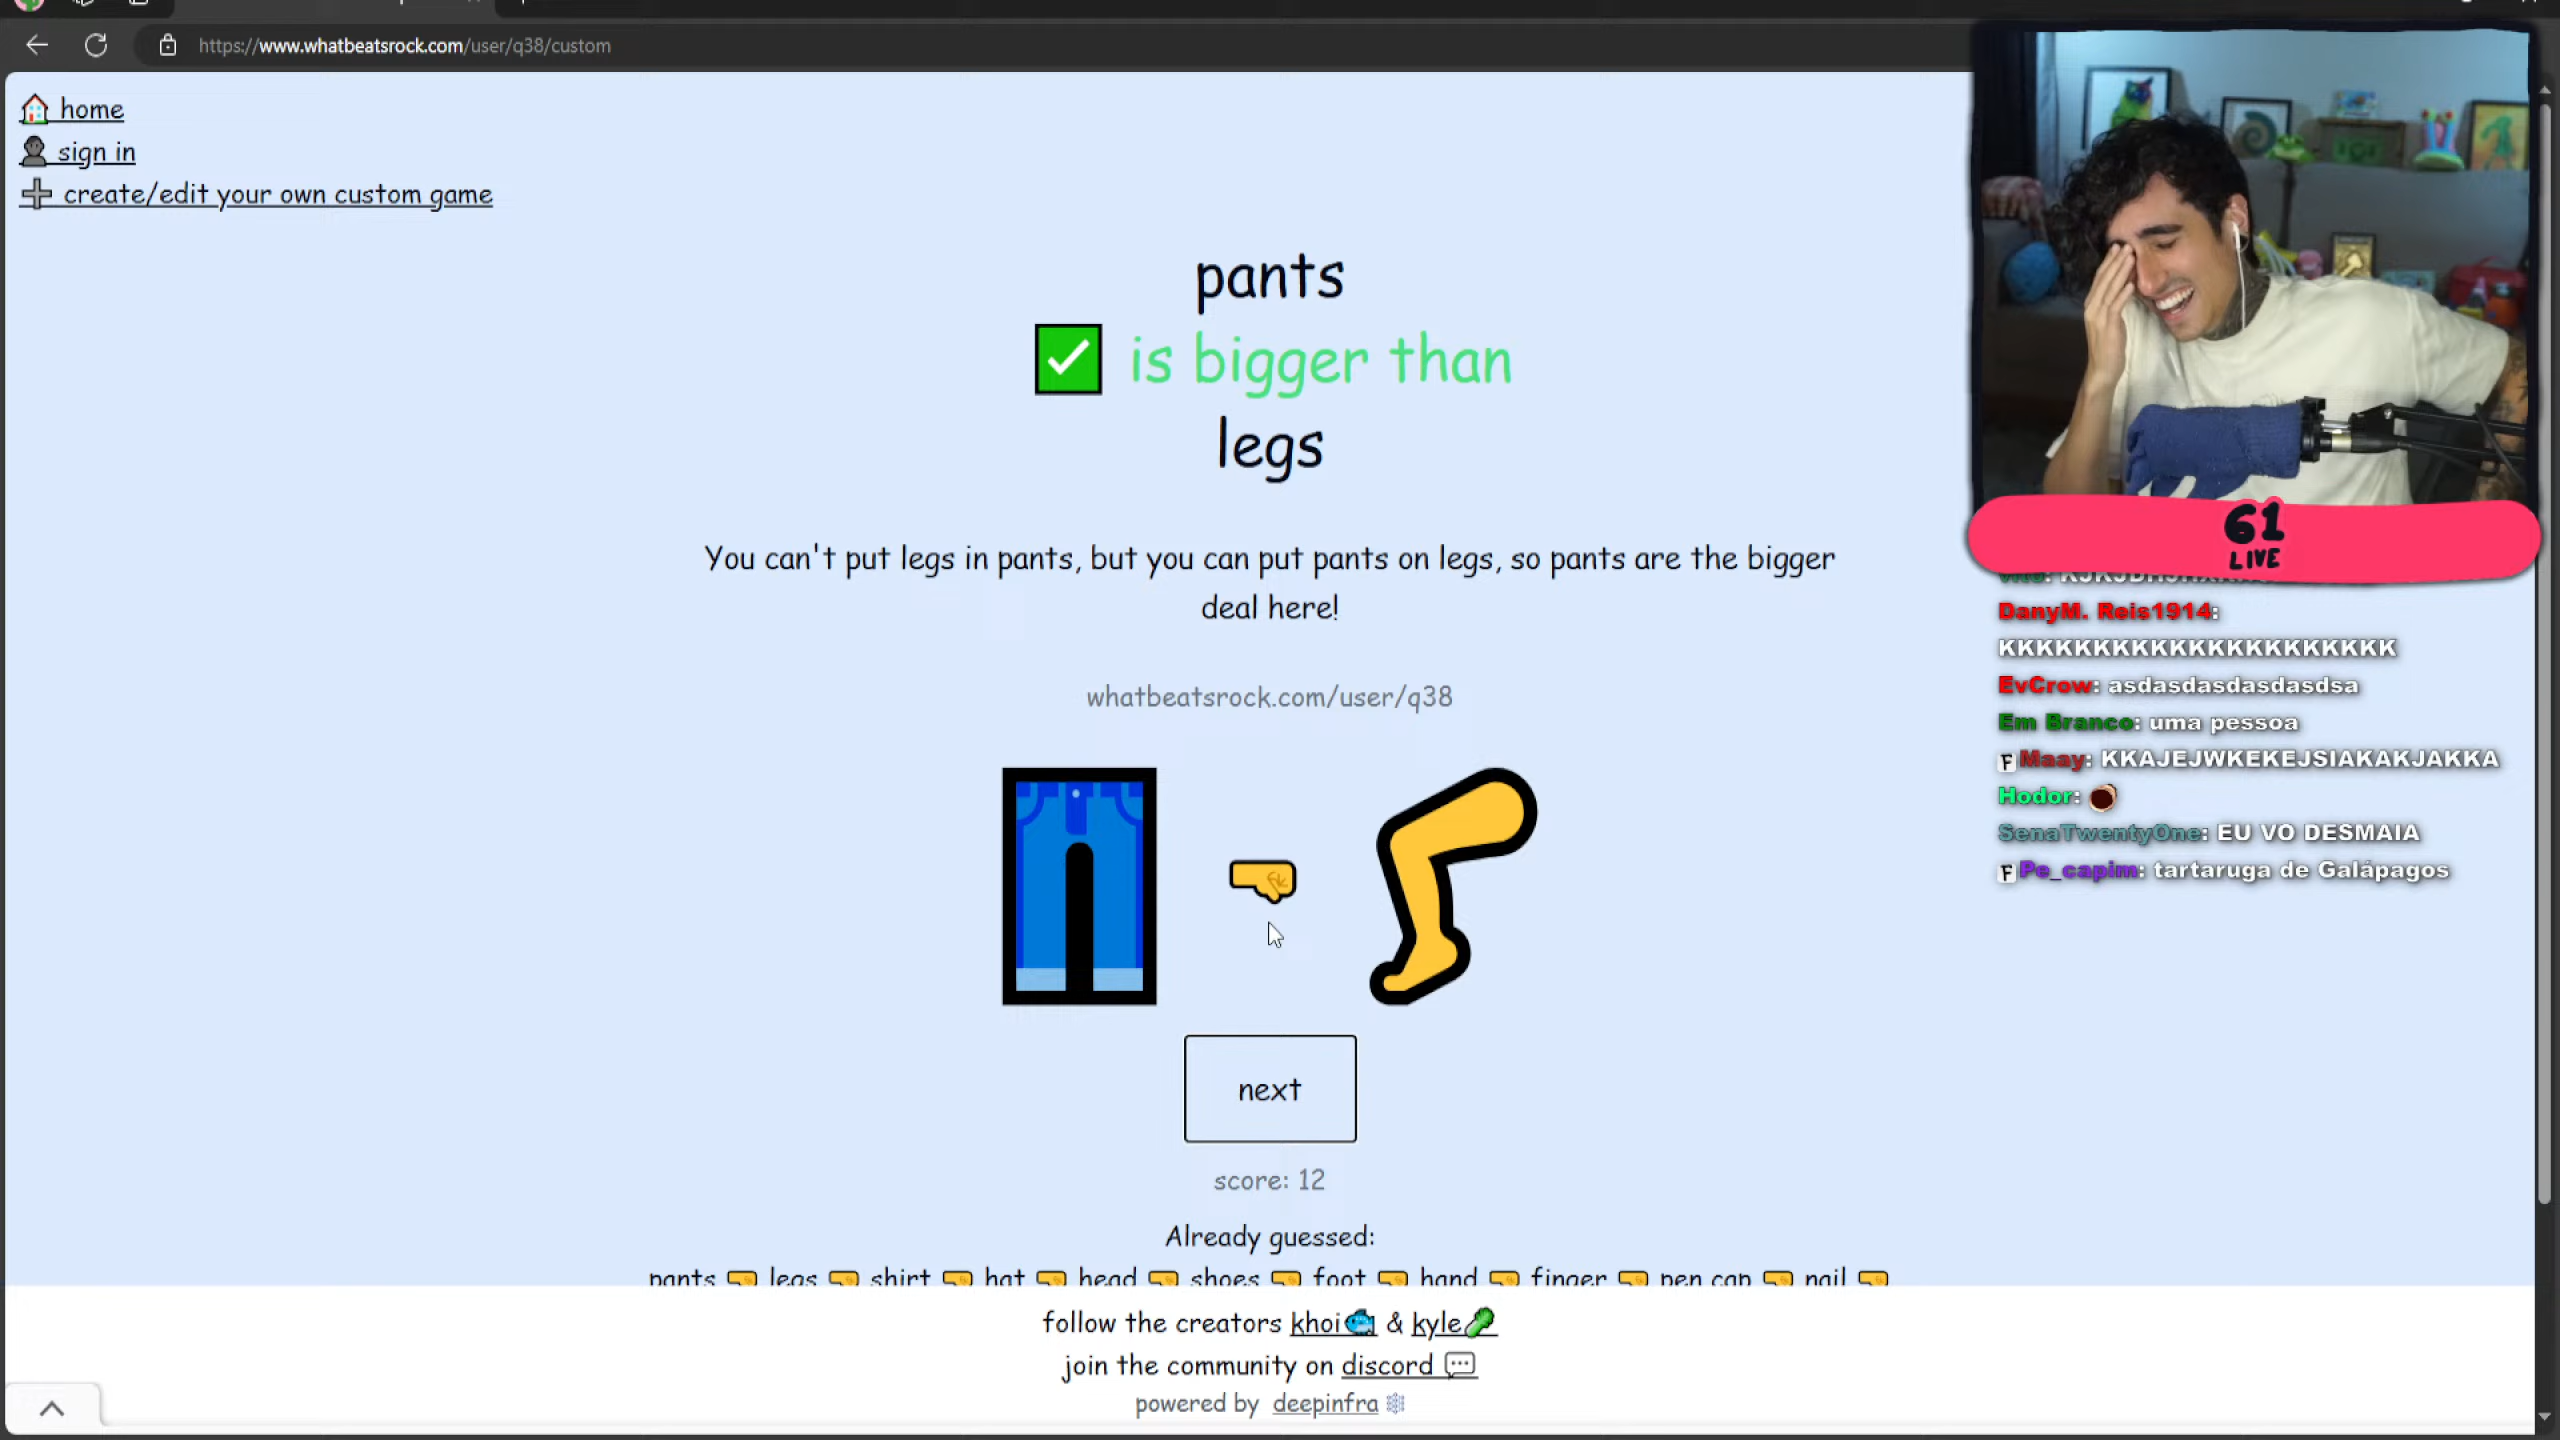 https://www.whatbeatsrock.com/user/q38/custom
home
sign in
create/edit your own custom game
pants
is bigger than
legs
You can't put legs in pants, but you can put pants on legs, so pants are the bigger
deal here!
whatbeatsrock.com/user/q38
next
score: 12
Already guessed:
pants legs shirt hat head shoes foot hand finger pen cap nail
follow the creators khoi & kyle
join the community on discord
powered by deepinfra
61
LIVE
DanyM. Reis1914:
KKKKKKKKKKKKKKKKKKKKK
EvCrow: asdasdasdasdasdsa
Em Branco: uma pessoa
F Maay: KKAJEJWKEKEJSIAKAKJAKKA
Hodor:
SenaTwentyOne: EU VO DESMAIA
F Pe_capim: tartaruga de Galápagos